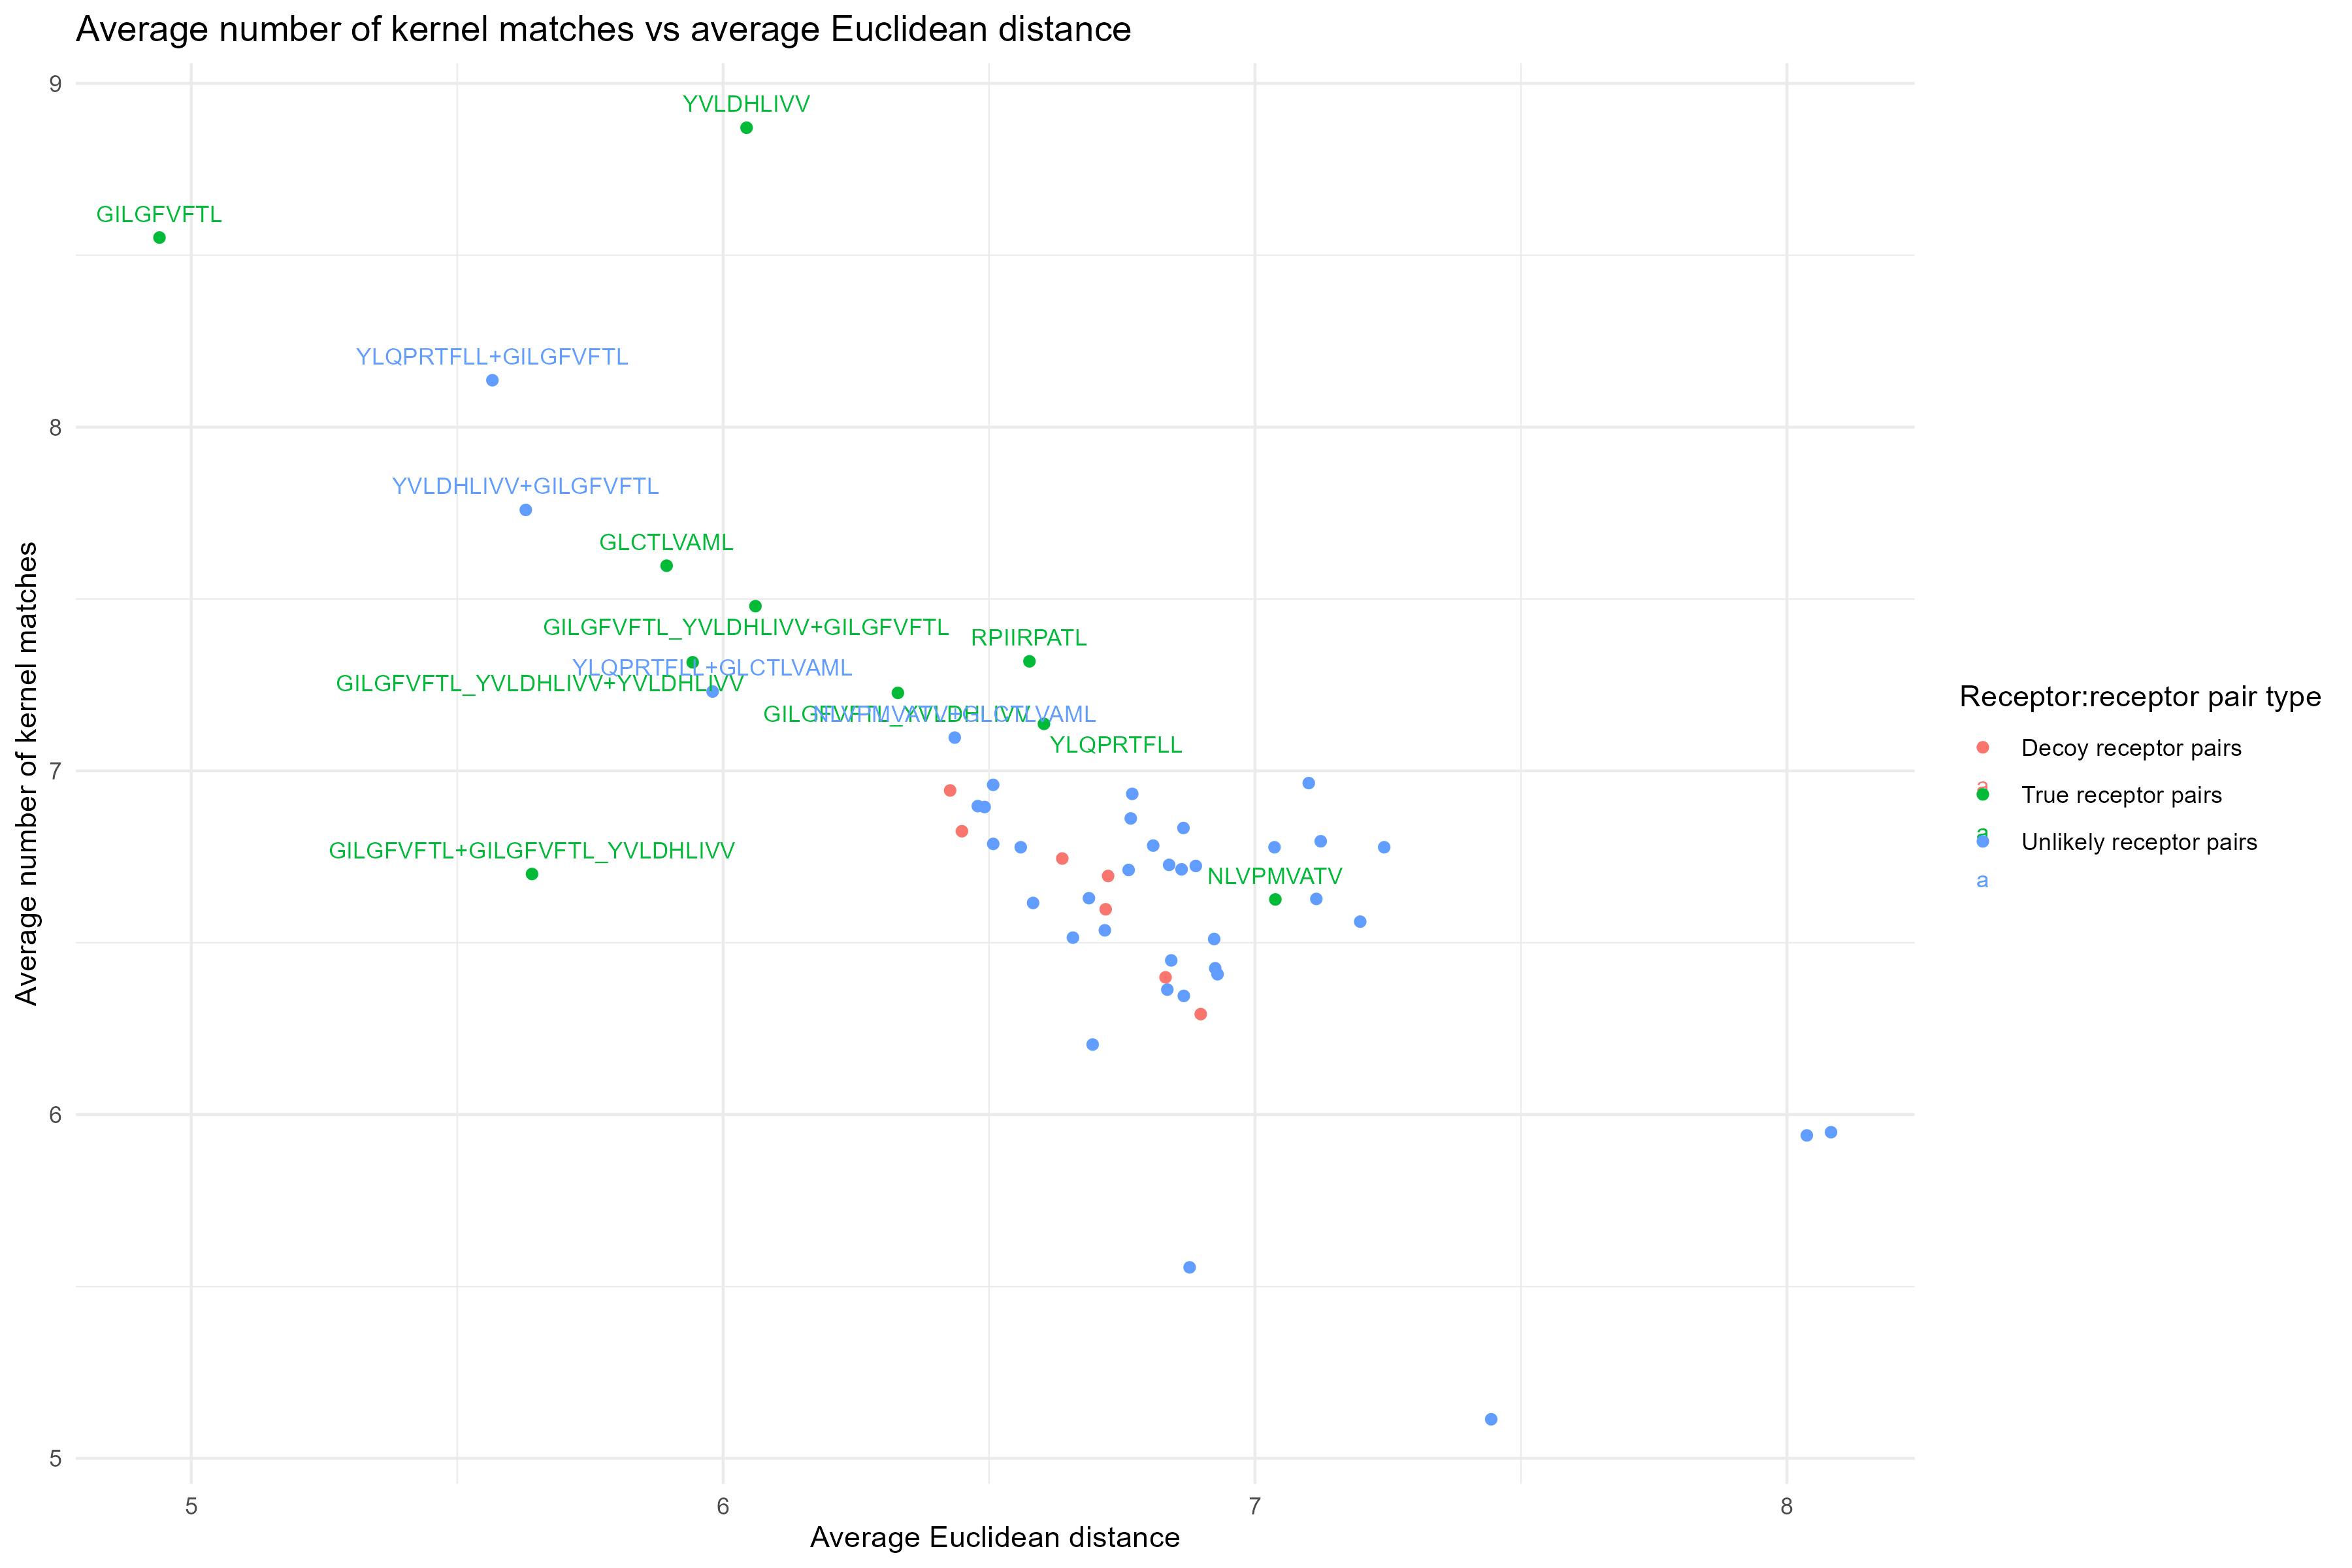 Average number of kernel matches vs average Euclidean distance
9
YVLDHLIVV
GILGFVFTL
YLQPRTFLL+GILGFVFTL
8
YVLDHLIVV+GILGFVFTL
GLCTLVAML
GILGFVFTL_YVLDHLIVV+GILGFVFTL
RPIIRPATL
YLQPRTFLL+GLCTLVAML
GILGFVFTL_YVLDHLIVV+YVLDHLIVV
GILGFVFTL_YVLDHLIVV
NLVPMVATV+GLCTLVAML
YLQPRTFLL
7
GILGFVFTL+GILGFVFTL_YVLDHLIVV
NLVPMVATV
6
5
5
6
7
8
Average Euclidean distance
Average number of kernel matches
Receptor:receptor pair type
Decoy receptor pairs
a
True receptor pairs
a
Unlikely receptor pairs
a